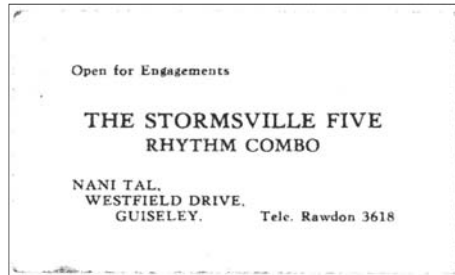 Open for Engagements
THE STORMSVILLE FIVE
RHYTHM COMBO
NANI TAL,
WESTFIELD DRIVE,
GUISELEY. Tele. Rawdon 3618